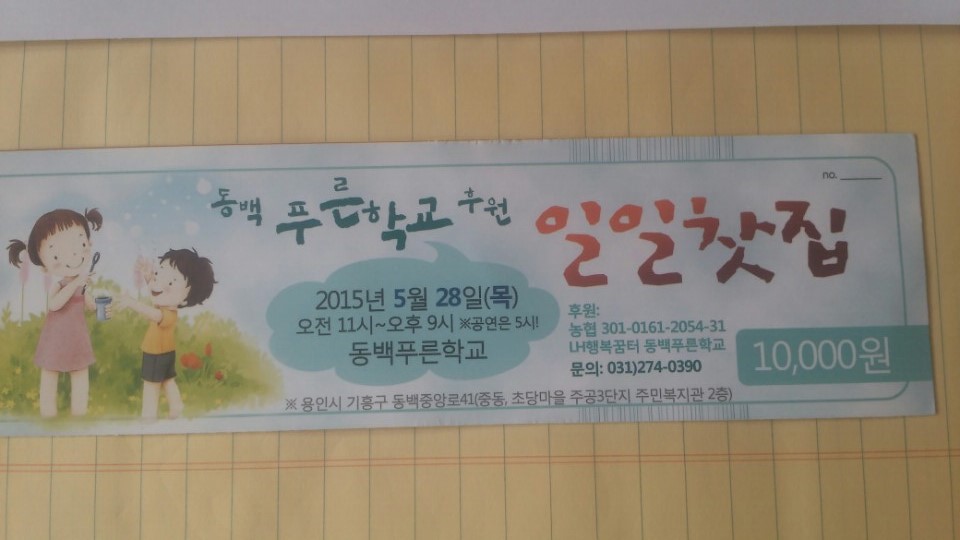 no.
동백 푸른학교 후원 일일찻집
2015년 5월 28일(목)
오전 11시~오후 9시 ※공연은 5시!
동백푸른학교
후원:
농협 301-0161-2054-31
LH행복꿈터 동백푸른학교
문의: 031)274-0390
10,000원
※ 용인시 기흥구 동백중앙로41(중동, 초당마을 주공3단지 주민복지관 2층)